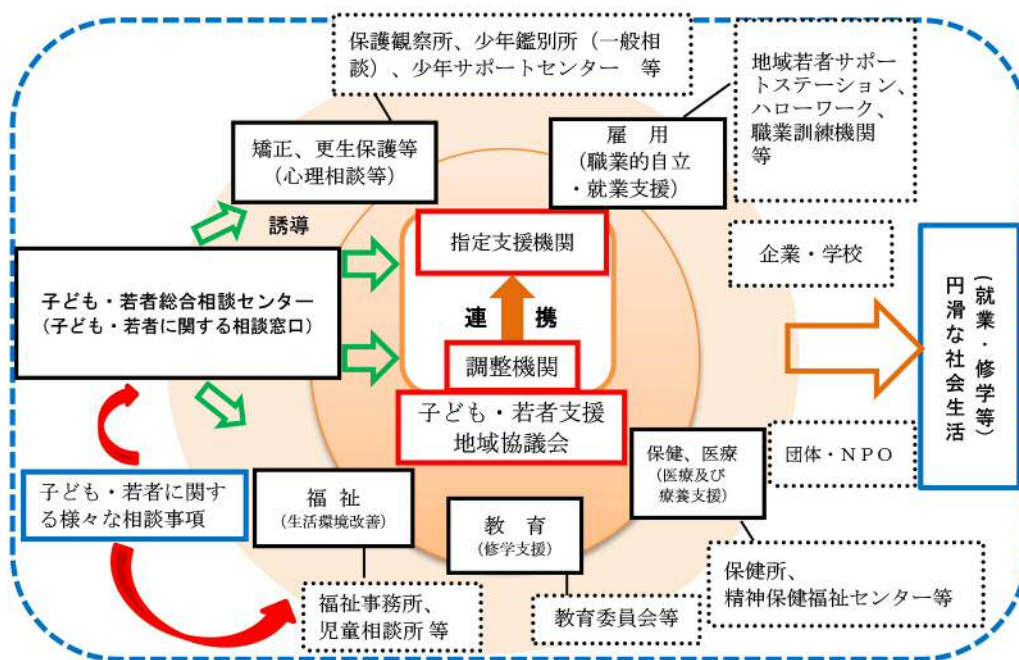 保護観察所、少年鑑別所（一般相
談）、少年サポートセンター　等
地域若者サポー
トステーション、
ハローワーク、
職業訓練機関
等
矯正、更生保護等
（心理相談等）
雇　用
（職業的自立
・就業支援）
誘導
指定支援機関
企業・学校
子ども・若者総合相談センター
（子ども・若者に関する相談窓口）
連　携
調整機関
子ども・若者支援
地域協議会
円滑な社会生活
（就業・修学等）
子ども・若者に関す
る様々な相談事項
福　祉
（生活環境改善）
教　育
（修学支援）
保健、医療
（医療及び
療養支援）
団体・ＮＰＯ
福祉事務所、
児童相談所 等
教育委員会等
保健所、
精神保健福祉センター等